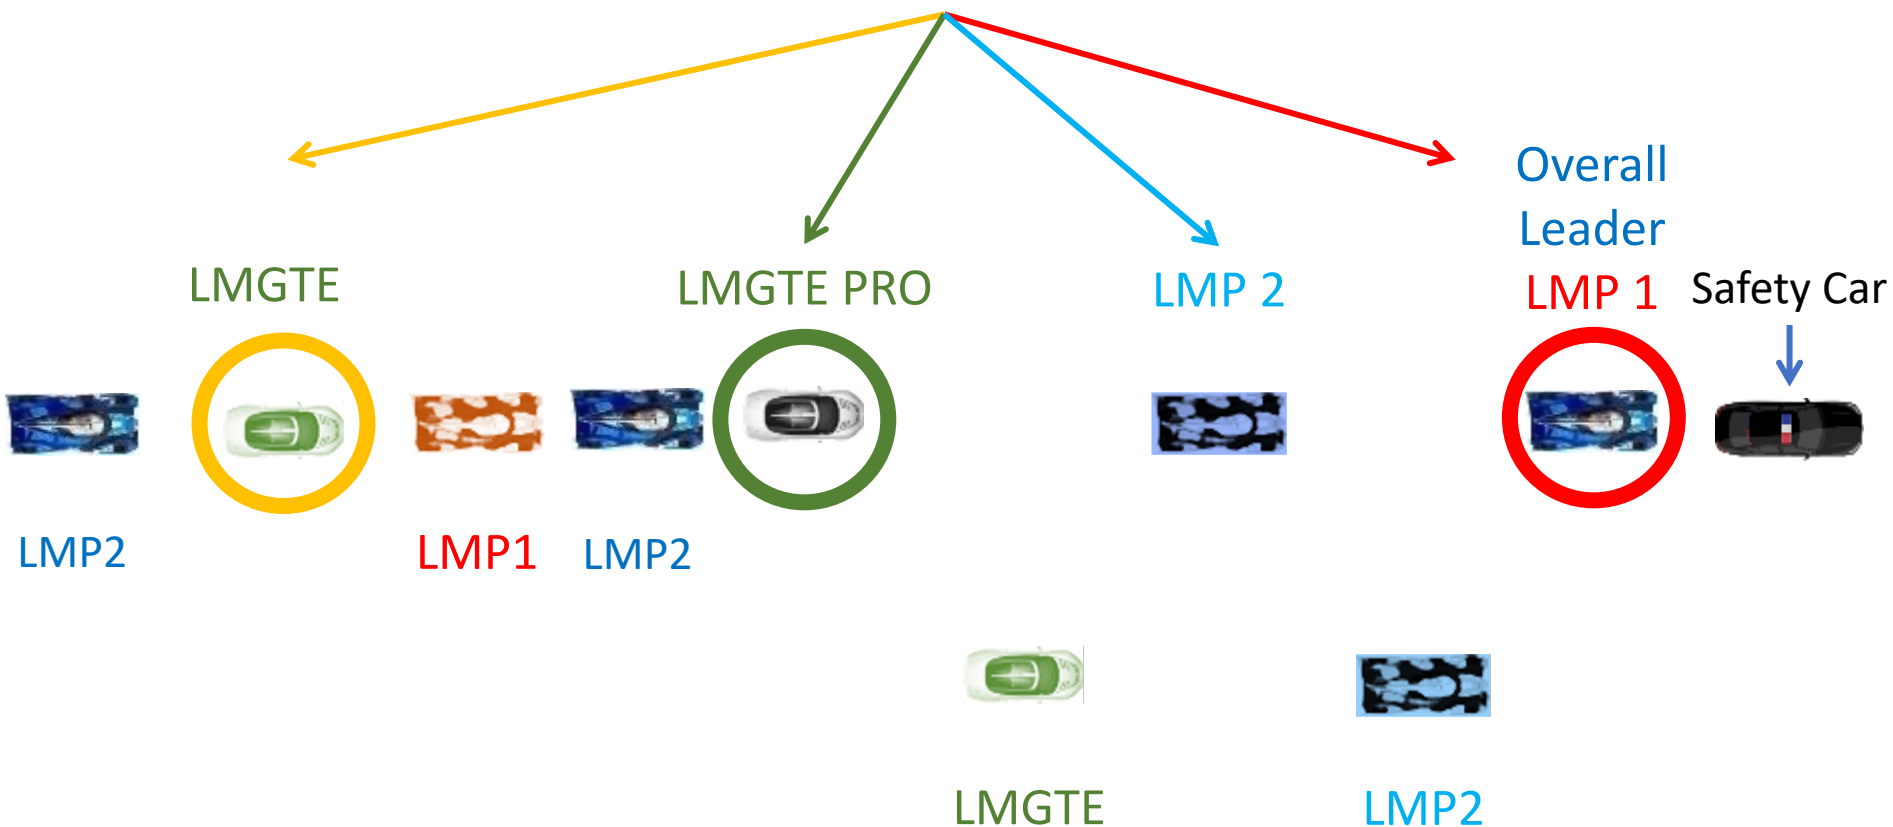 Overall
Leader
LMGTE
LMGTE PRO
LMP 2
LMP 1
Safety Car
LMP2
LMP1
LMP2
LMGTE
LMP2